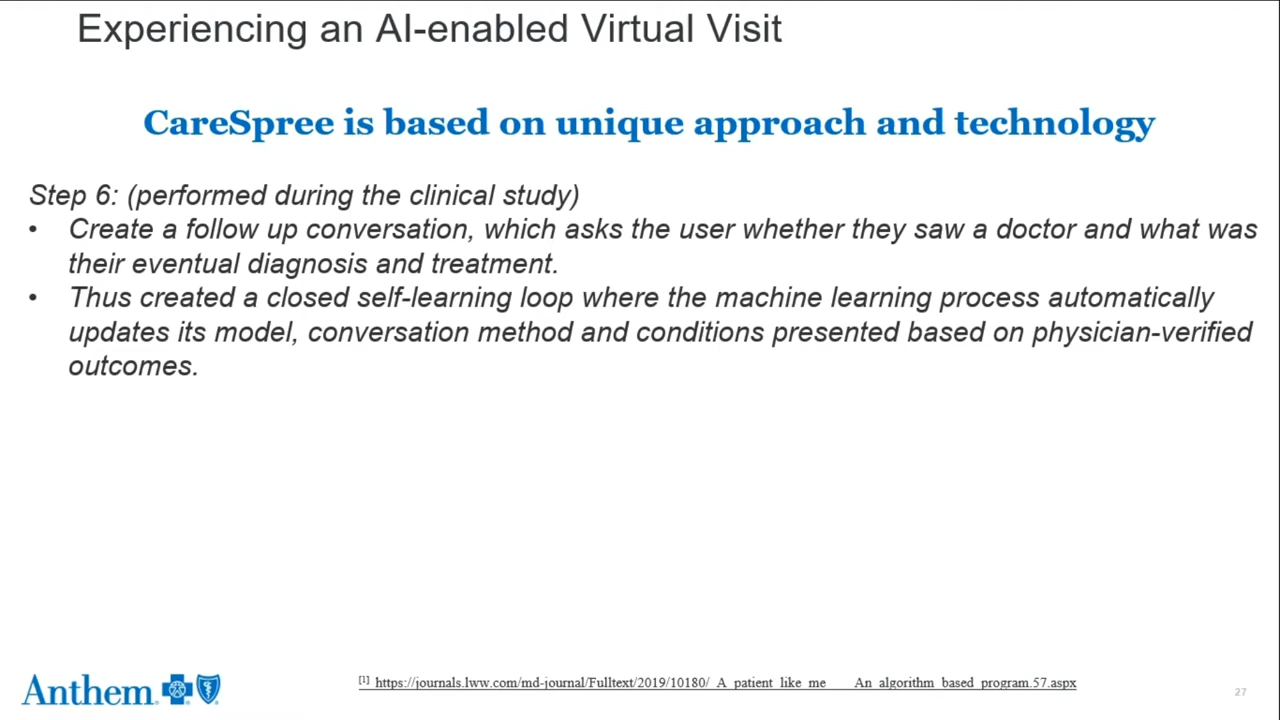 Experiencing an AI-enabled Virtual Visit
CareSpree is based on unique approach and technology
Step 6: (performed during the clinical study)
• Create a follow up conversation, which asks the user whether they saw a doctor and what was
their eventual diagnosis and treatment.
• Thus created a closed self-learning loop where the machine learning process automatically
updates its model, conversation method and conditions presented based on physician-verified
outcomes.
Anthem.
[1] https://journals.lww.com/md-journal/Fulltext/2019/10180/_A_patient_like_me___An_algorithm_based_program.57.aspx
27